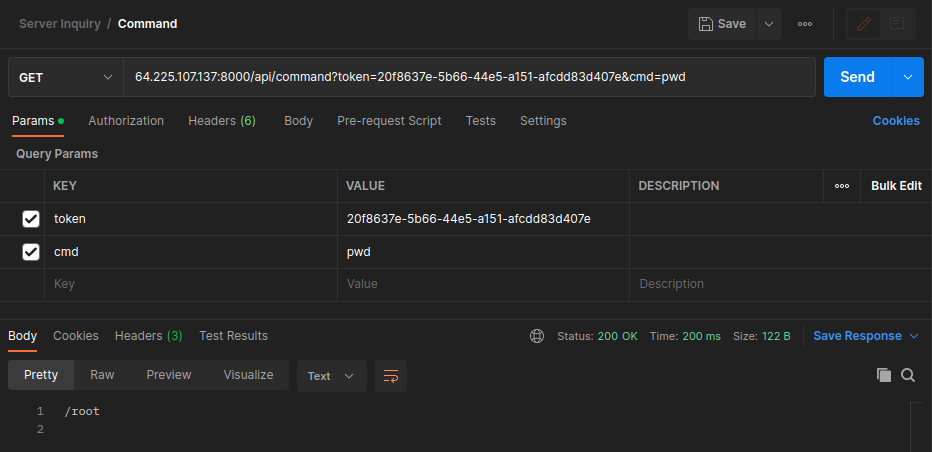 Server Inquiry / Command
Save
GET
64.225.107.137:8000/api/command?token=20f8637e-5b66-44e5-a151-afcdd83d407e&cmd=pwd
Send
Params Authorization Headers (6) Body Pre-request Script Tests Settings Cookies
Query Params
KEY VALUE DESCRIPTION Bulk Edit
token 20f8637e-5b66-44e5-a151-afcdd83d407e
cmd pwd
Key Value Description
Body Cookies Headers (3) Test Results Status: 200 OK Time: 200 ms Size: 122 B Save Response
Pretty Raw Preview Visualize Text
1 /root
2